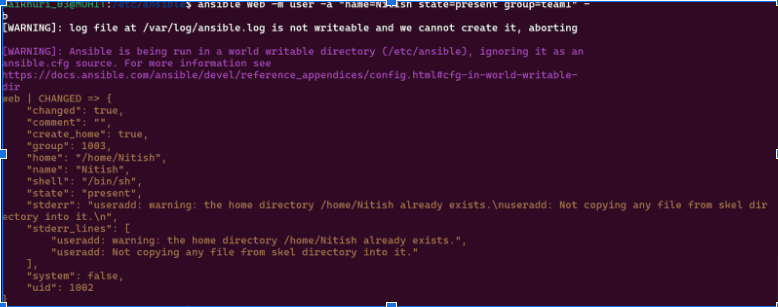 aikhuri_03@MOHIT:/etc/ansible$ ansible web -m user -a "name=Nitish state=present group=team1" -
b
[WARNING]: log file at /var/log/ansible.log is not writeable and we cannot create it, aborting
[WARNING]: Ansible is being run in a world writable directory (/etc/ansible), ignoring it as an
ansible.cfg source. For more information see
https://docs.ansible.com/ansible/devel/reference_appendices/config.html#cfg-in-world-writable-
dir
web | CHANGED => {
    "changed": true,
    "comment": "",
    "create_home": true,
    "group": 1003,
    "home": "/home/Nitish",
    "name": "Nitish",
    "shell": "/bin/sh",
    "state": "present",
    "stderr": "useradd: warning: the home directory /home/Nitish already exists.\nuseradd: Not copying any file from skel dir
ectory into it.\n",
    "stderr_lines": [
        "useradd: warning: the home directory /home/Nitish already exists.",
        "useradd: Not copying any file from skel directory into it."
    ],
    "system": false,
    "uid": 1002
}